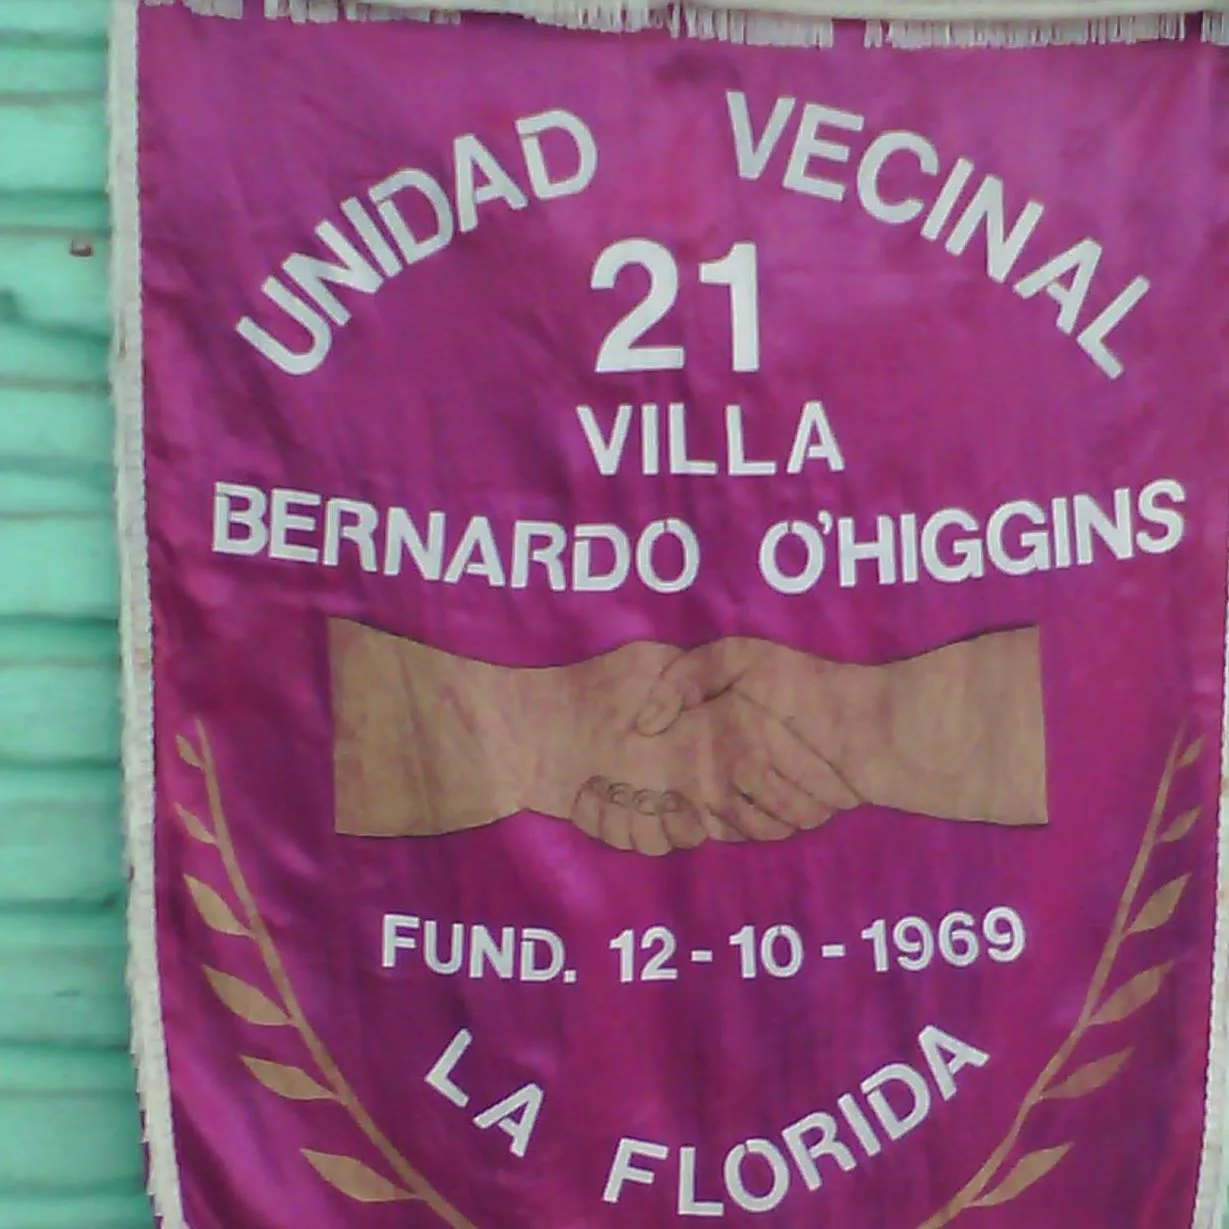 UNIDAD VECINAL
21
VILLA
BERNARDO O'HIGGINS
FUND. 12-10-1969
LA FLORIDA